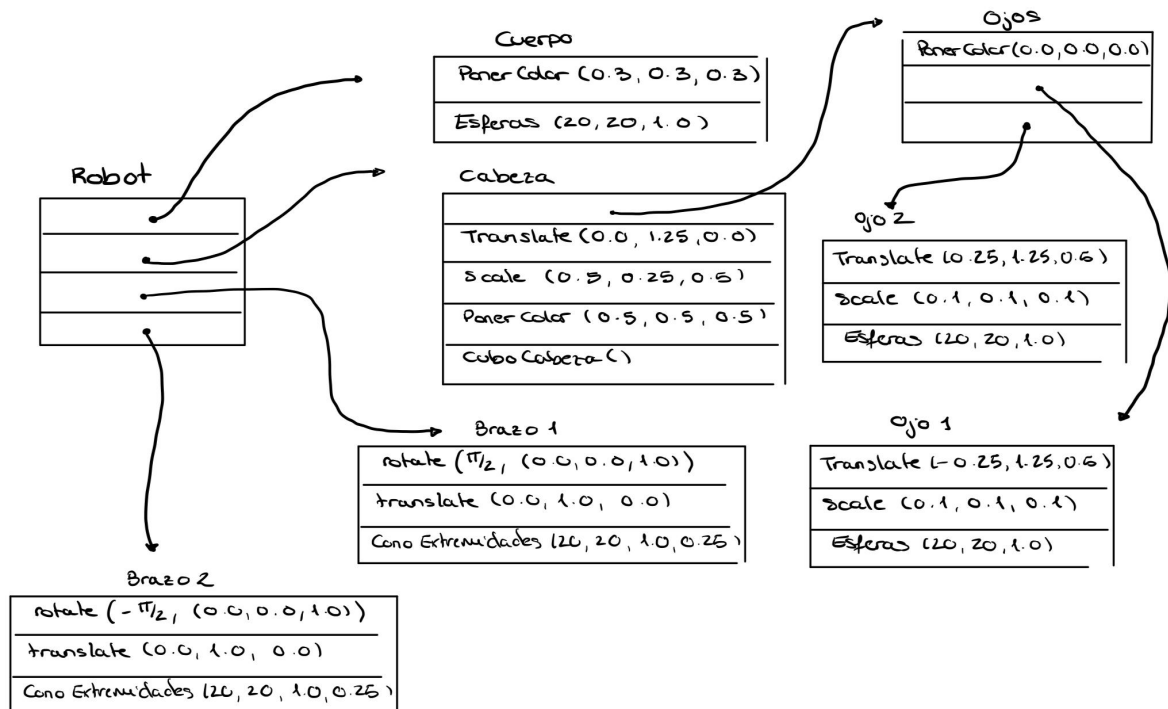 Cuerpo
Poner Color (0.3, 0.3, 0.3)
Esferas (20, 20, 1.0)
Ojos
Poner Color (0.0, 0.0, 0.0)
Robot
Cabeza
Translate (0.0, 1.25, 0.0)
Scale (0.5, 0.25, 0.5)
Poner Color (0.5, 0.5, 0.5)
Cubo Cabeza ()
Ojo 2
Translate (0.25, 1.25, 0.5)
Scale (0.1, 0.1, 0.1)
Esferas (20, 20, 1.0)
Brazo 1
rotate (π/2, (0.0, 0.0, 1.0))
translate (0.0, 1.0, 0.0)
Cono Extremidades (20, 20, 1.0, 0.25)
Ojo 1
Translate (-0.25, 1.25, 0.5)
Scale (0.1, 0.1, 0.1)
Esferas (20, 20, 1.0)
Brazo 2
rotate (-π/2, (0.0, 0.0, 1.0))
translate (0.0, 1.0, 0.0)
Cono Extremidades (20, 20, 1.0, 0.25)